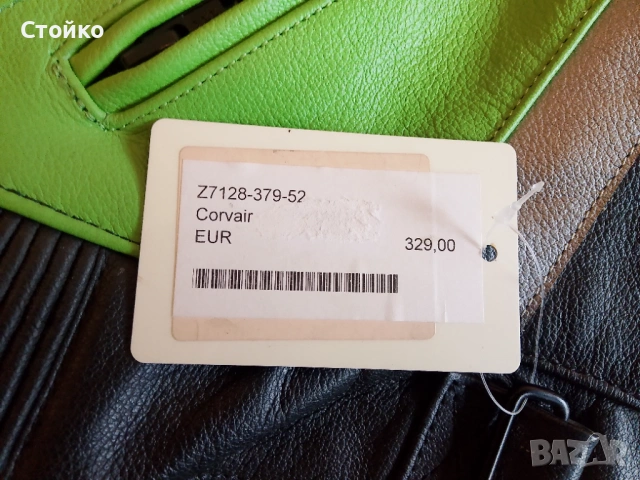 Стойко
Z7128-379-52
Corvair
EUR 329,00
BAZAR